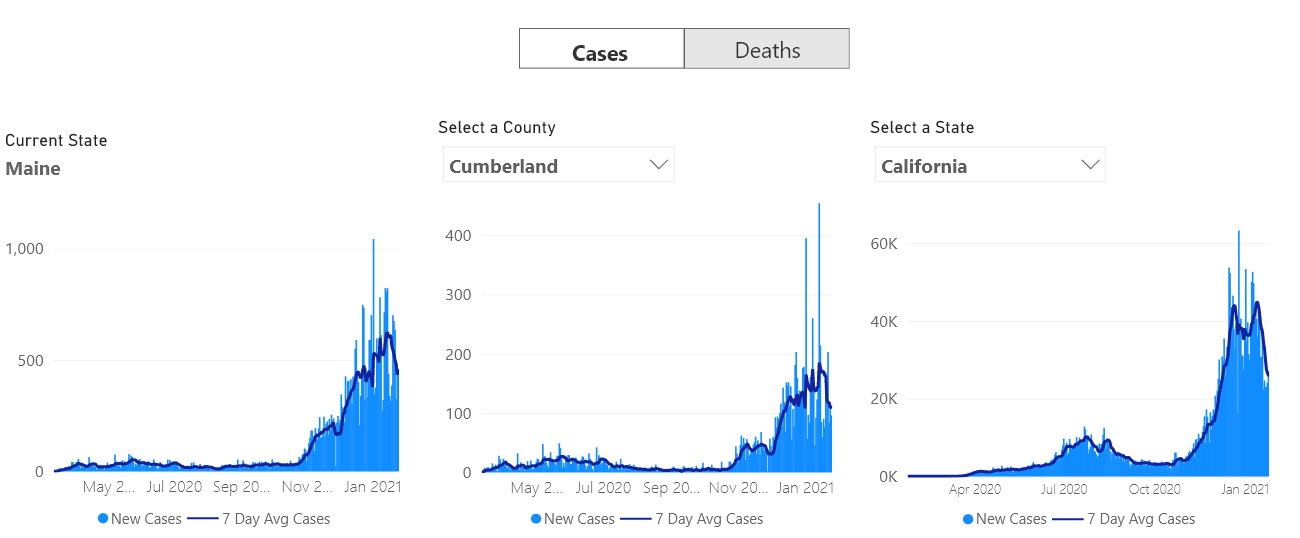 Cases
Deaths
Current State
Maine
1,000
500
0
May 2... Jul 2020 Sep 20... Nov 2... Jan 2021
New Cases 7 Day Avg Cases
Select a County
Cumberland
400
300
200
100
0
May 2... Jul 2020 Sep 20... Nov 20... Jan 2021
New Cases 7 Day Avg Cases
Select a State
California
60K
40K
20K
0K
Apr 2020 Jul 2020 Oct 2020 Jan 2021
New Cases 7 Day Avg Cases